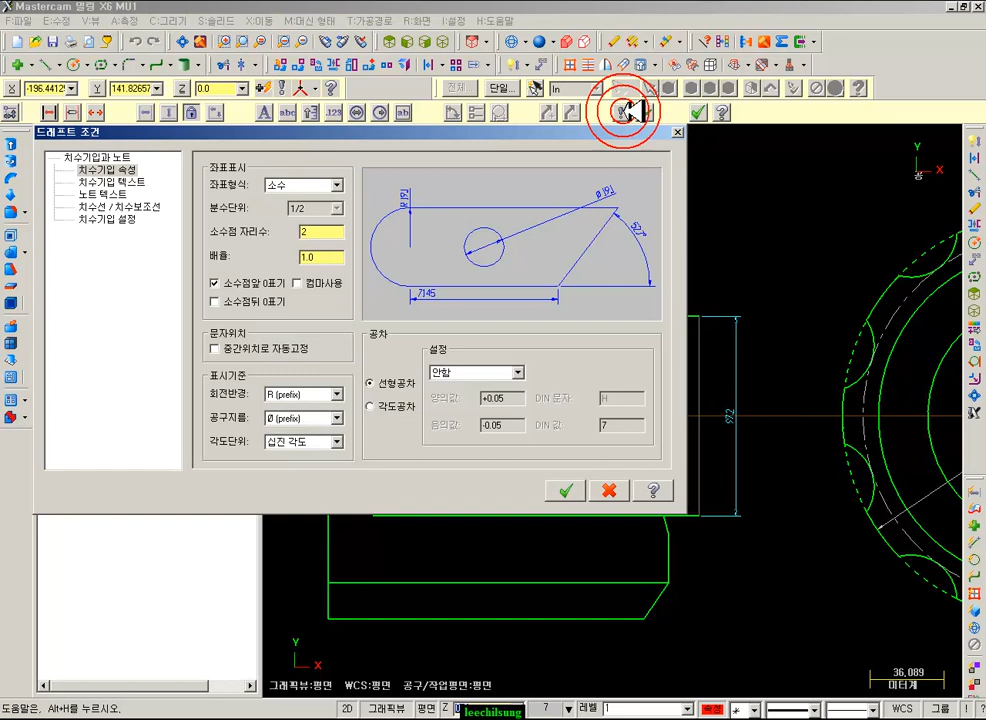 Mastercam 밀링 X6 MU1
F:파일 E:수정 V:뷰 A:측정 C:그리기 S:솔리드 X:이동 M:머신 형태 T:가공경로 R:화면 I:설정 H:도움말
X -196.4412 Y 141.82657 Z 0.0 전체... 단일... In
드래프트 조건
치수기입과 노트
치수기입 속성
치수기입 텍스트
노트 텍스트
치수선 / 치수보조선
치수기입 설정
좌표표시
좌표형식: 소수
분수단위: 1/2
소수점 자리수: 2
배율: 1.0
소수점앞 0표기 컴마사용
소수점뒤 0표기
문자위치
중간위치로 자동고정
표시기준
회전반경: R (prefix)
공구지름: Ø (prefix)
각도단위: 십진 각도
공차
선형공차
각도공차
설정
안함
양의값: +0.05 DIN 문자: H
음의값: -0.05 DIN 값: 7
97.2
Y
X
Y
X
그래픽뷰:평면 WCS:평면 공구/작업평면:평면
36,089
미터계
도움말은, Alt+H를 누르시오.
2D 그래픽뷰 평면 Z 7 레벨 1 속성 WCS 그룹
leechilsung